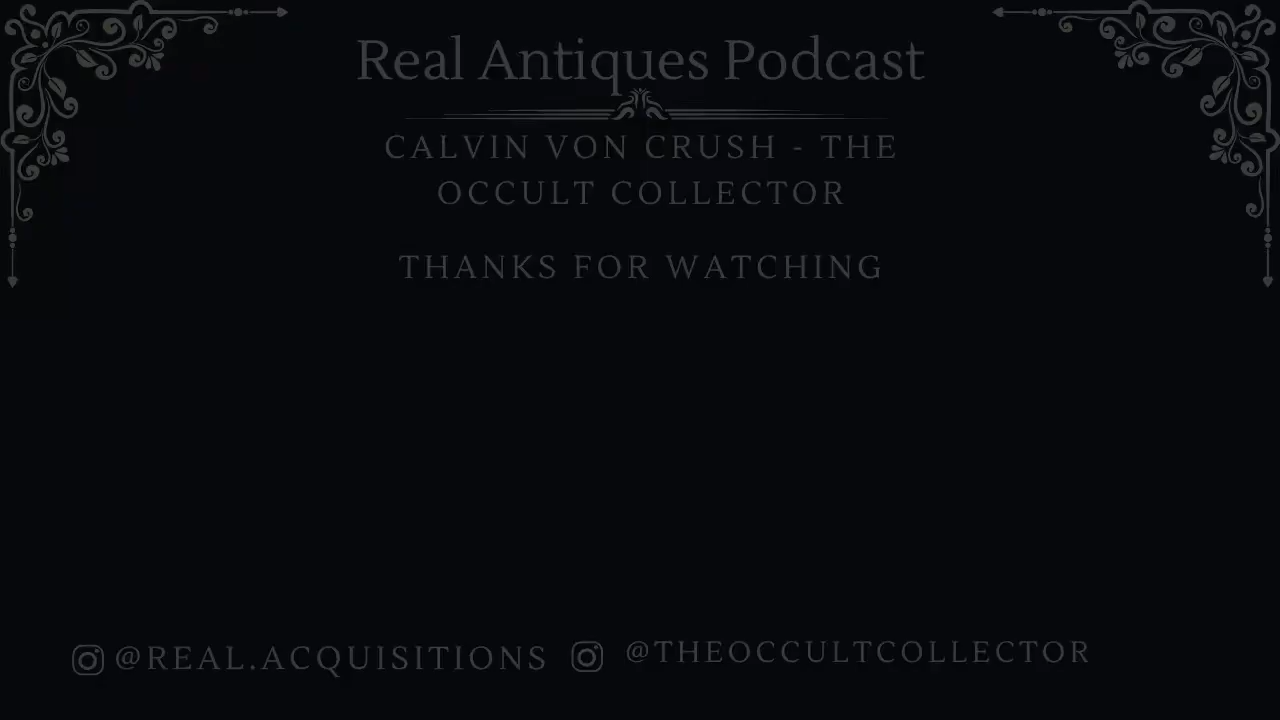 Real Antiques Podcast
CALVIN VON CRUSH - THE
OCCULT COLLECTOR
THANKS FOR WATCHING
@REAL.ACQUISITIONS
@THEOCCULTCOLLECTOR